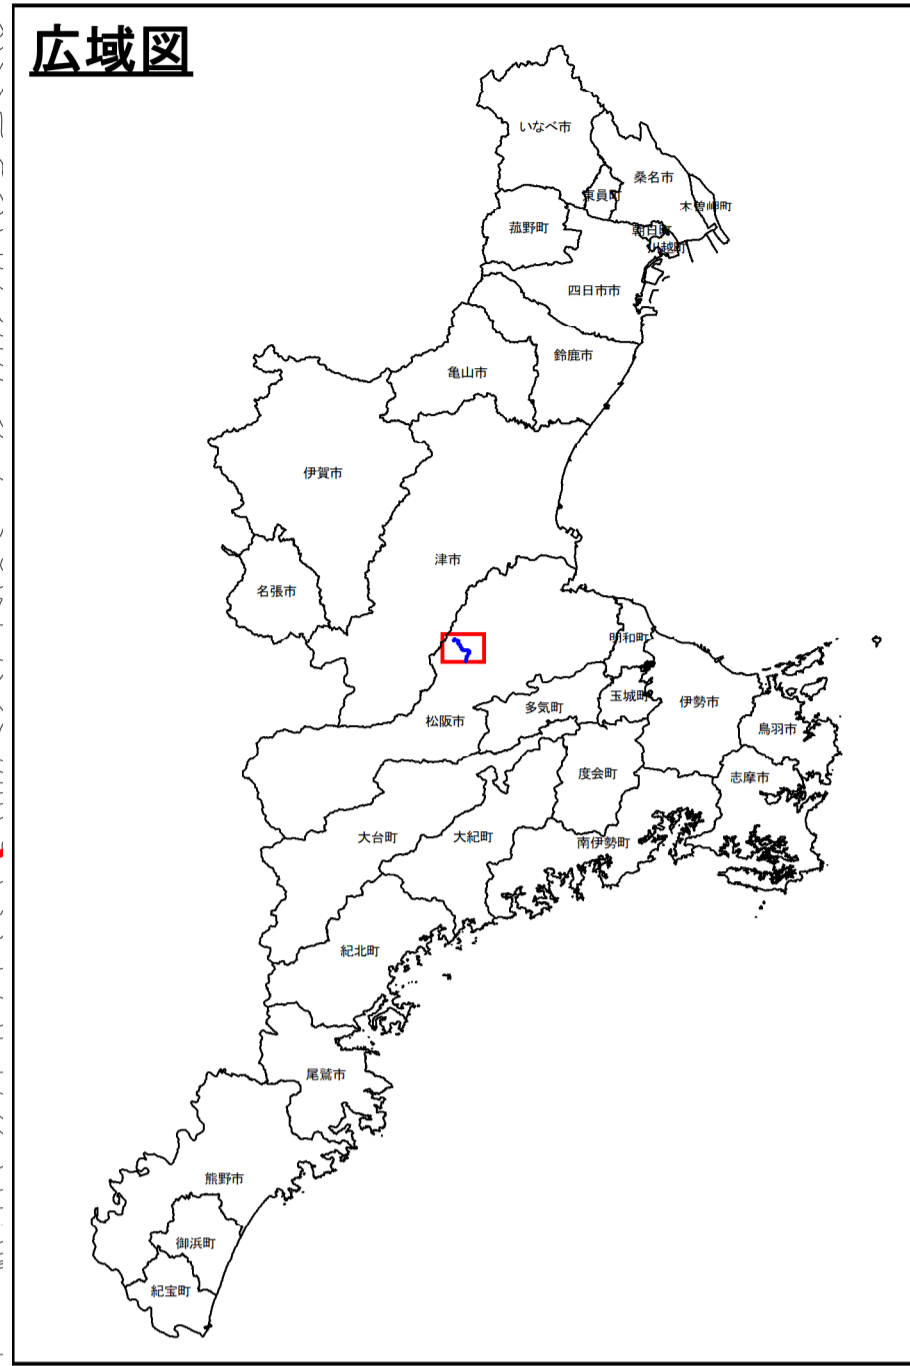 広域図
いなべ市
桑名市
東員町
木曽岬町
菰野町
朝日町
川越町
四日市市
鈴鹿市
亀山市
伊賀市
津市
名張市
明和町
玉城町
伊勢市
多気町
松阪市
鳥羽市
度会町
志摩市
大台町
大紀町
南伊勢町
紀北町
尾鷲市
熊野市
御浜町
紀宝町